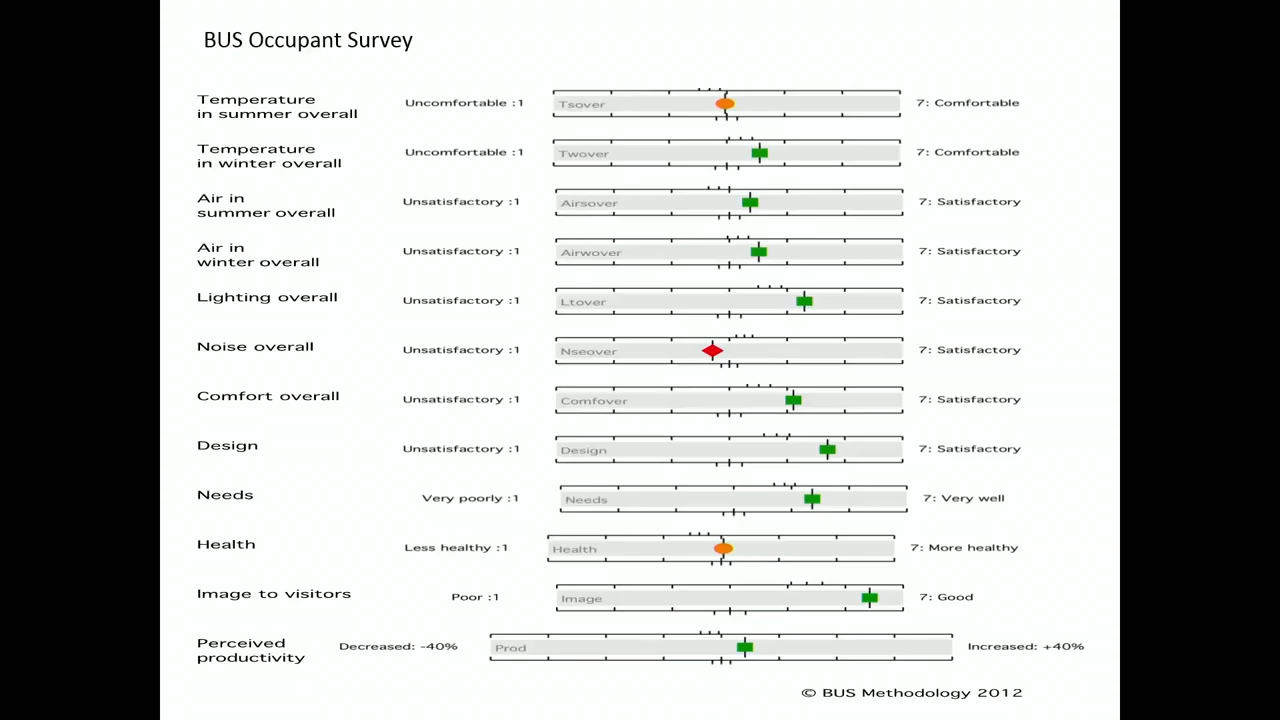 BUS Occupant Survey
Temperature
in summer overall
Uncomfortable :1
Tsover
7: Comfortable
Temperature
in winter overall
Uncomfortable :1
Twover
7: Comfortable
Air in
summer overall
Unsatisfactory :1
Airsover
7: Satisfactory
Air in
winter overall
Unsatisfactory :1
Airwover
7: Satisfactory
Lighting overall
Unsatisfactory :1
Ltover
7: Satisfactory
Noise overall
Unsatisfactory :1
Nseover
7: Satisfactory
Comfort overall
Unsatisfactory :1
Comfover
7: Satisfactory
Design
Unsatisfactory :1
Design
7: Satisfactory
Needs
Very poorly :1
Needs
7: Very well
Health
Less healthy :1
Health
7: More healthy
Image to visitors
Poor :1
Image
7: Good
Perceived
productivity
Decreased: -40%
Prod
Increased: +40%
© BUS Methodology 2012